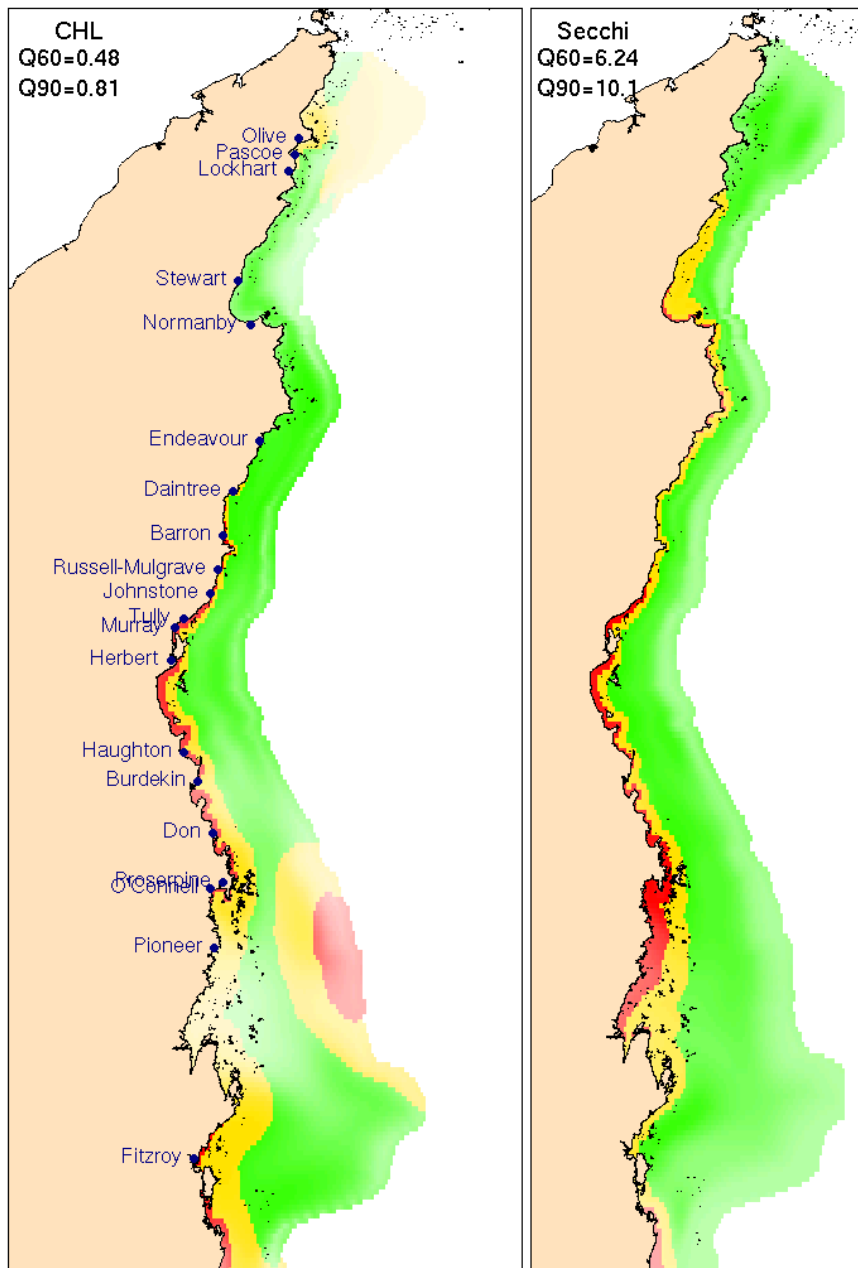 CHL
Q60=0.48
Q90=0.81
Olive
Pascoe
Lockhart
Stewart
Normanby
Endeavour
Daintree
Barron
Russell-Mulgrave
Johnstone
Tully
Murray
Herbert
Haughton
Burdekin
Don
Proserpine
O'Connell
Pioneer
Fitzroy
Secchi
Q60=6.24
Q90=10.1